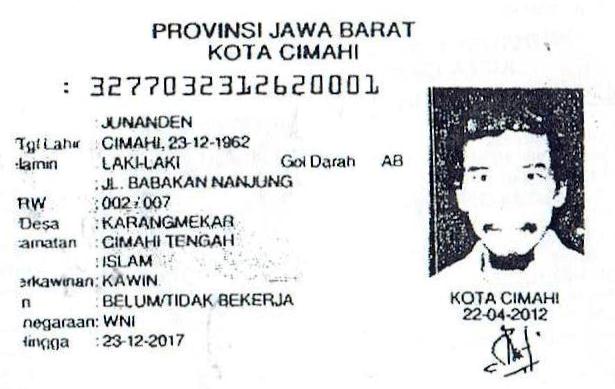 PROVINSI JAWA BARAT
KOTA CIMAHI
: 3277032312620001
: JUNANDEN
Tgl Lahir : CIMAHI, 23-12-1962
elamin LAKI-LAKI Gol Darah AB
: JL. BABAKAN NANJUNG
RW : 002 / 007
Desa : KARANGMEKAR
amatan : CIMAHI TENGAH
: ISLAM
erkawinan: KAWIN
n : BELUM/TIDAK BEKERJA
negaraan: WNI
ingga : 23-12-2017
KOTA CIMAHI
22-04-2012